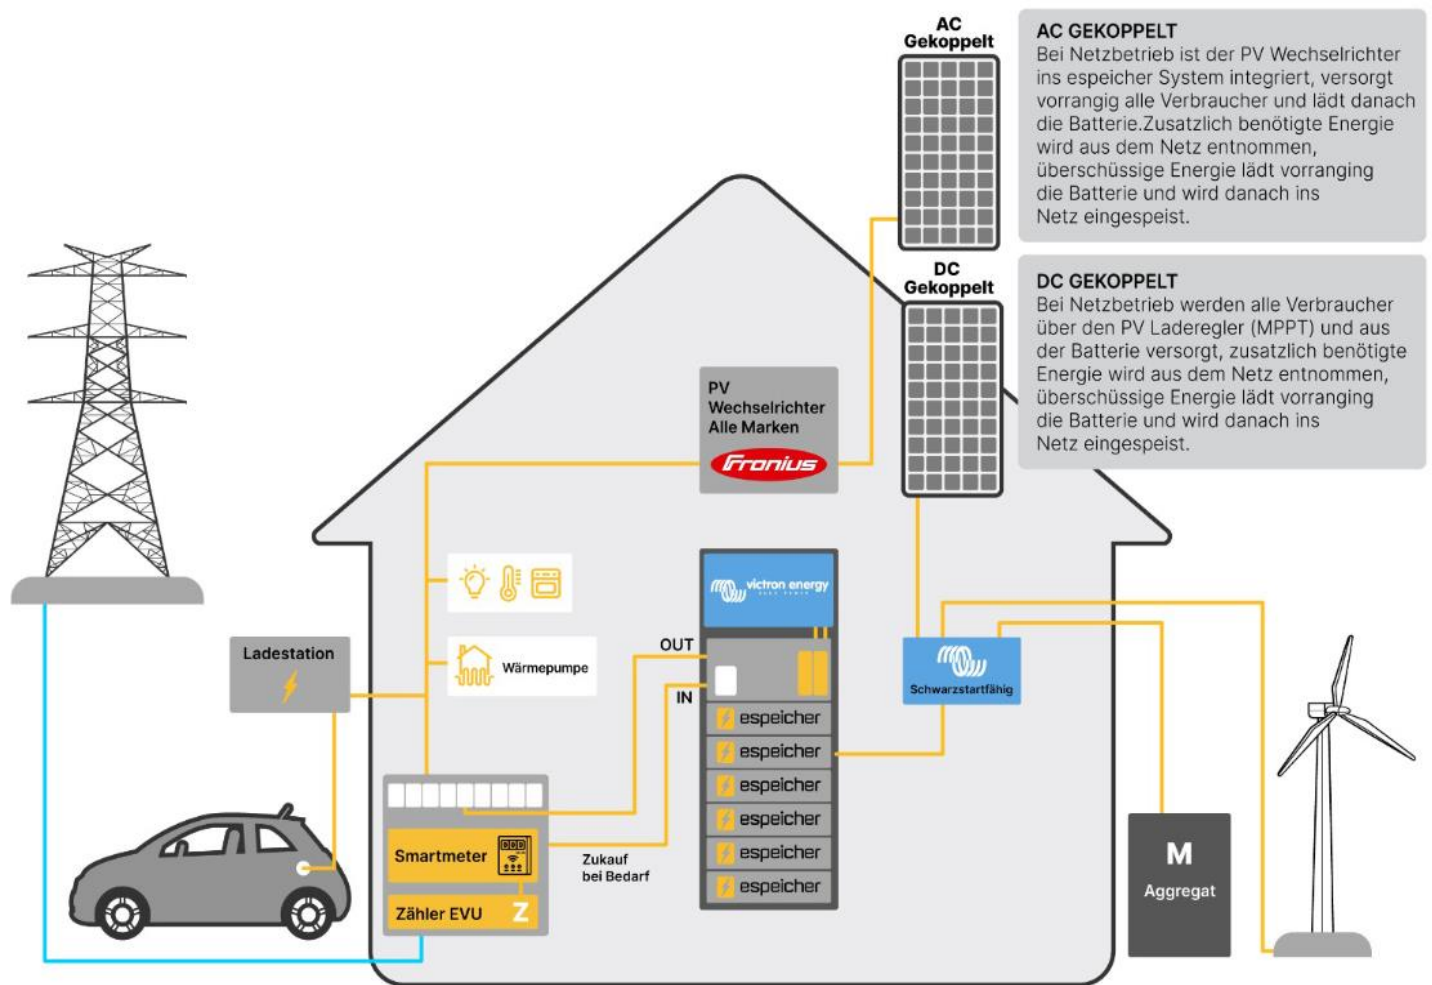 AC
Gekoppelt
AC GEKOPPELT
Bei Netzbetrieb ist der PV Wechselrichter
ins espeicher System integriert, versorgt
vorrangig alle Verbraucher und lädt danach
die Batterie.Zusatzlich benötigte Energie
wird aus dem Netz entnommen,
überschüssige Energie lädt vorranging
die Batterie und wird danach ins
Netz eingespeist.
DC
Gekoppelt
DC GEKOPPELT
Bei Netzbetrieb werden alle Verbraucher
über den PV Laderegler (MPPT) und aus
der Batterie versorgt, zusatzlich benötigte
Energie wird aus dem Netz entnommen,
überschüssige Energie lädt vorranging
die Batterie und wird danach ins
Netz eingespeist.
PV
Wechselrichter
Alle Marken
Fronius
victron energy
BLUE POWER
Ladestation
Wärmepumpe
OUT
IN
Schwarzstartfähig
espeicher
espeicher
espeicher
espeicher
espeicher
espeicher
Smartmeter
Zähler EVU Z
Zukauf
bei Bedarf
M
Aggregat